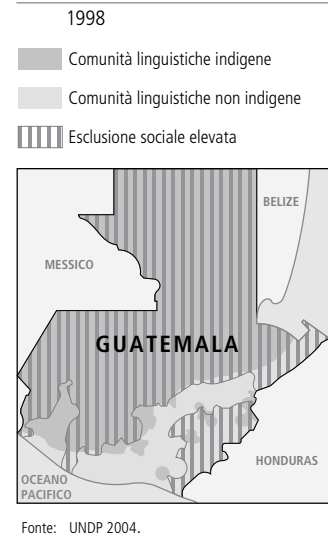 1998
Comunità linguistiche indigene
Comunità linguistiche non indigene
Esclusione sociale elevata
BELIZE
MESSICO
GUATEMALA
HONDURAS
OCEANO
PACIFICO
Fonte: UNDP 2004.